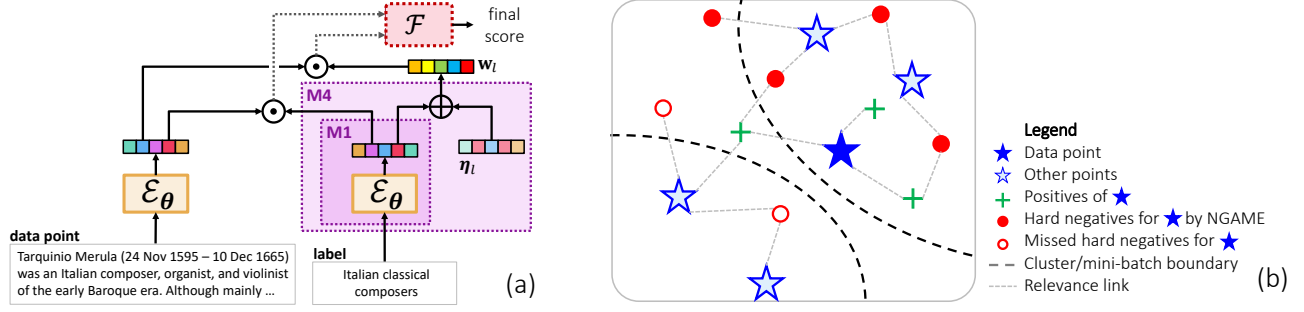 final
score
ℱ
w_l
M4
M1
η_l
ℰ_θ
ℰ_θ
data point
Tarquinio Merula (24 Nov 1595 – 10 Dec 1665)
was an Italian composer, organist, and violinist
of the early Baroque era. Although mainly ...
label
Italian classical
composers
(a)
Legend
Data point
Other points
Positives of ★
Hard negatives for ★ by NGAME
Missed hard negatives for ★
Cluster/mini-batch boundary
Relevance link
(b)